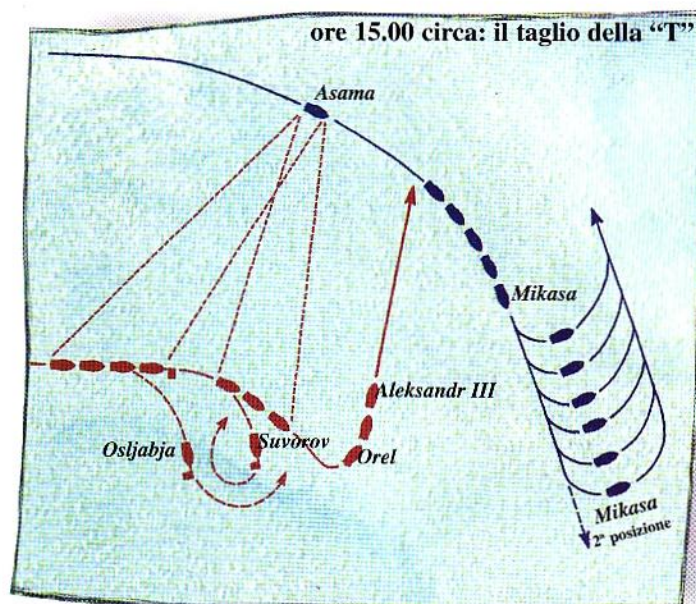 ore 15.00 circa: il taglio della “T”
Asama
Mikasa
Aleksandr III
Osljabja
Suvorov
Orel
Mikasa
2ª posizione